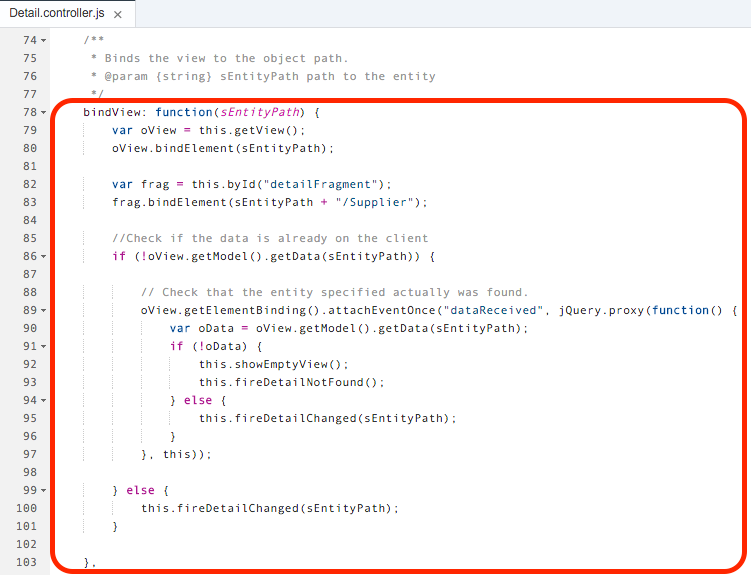 Detail.controller.js ×
74 /**
75 * Binds the view to the object path.
76 * @param {string} sEntityPath path to the entity
77 */
78 bindView: function(sEntityPath) {
79 var oView = this.getView();
80 oView.bindElement(sEntityPath);
81
82 var frag = this.byId("detailFragment");
83 frag.bindElement(sEntityPath + "/Supplier");
84
85 //Check if the data is already on the client
86 if (!oView.getModel().getData(sEntityPath)) {
87
88 // Check that the entity specified actually was found.
89 oView.getElementBinding().attachEventOnce("dataReceived", jQuery.proxy(function() {
90 var oData = oView.getModel().getData(sEntityPath);
91 if (!oData) {
92 this.showEmptyView();
93 this.fireDetailNotFound();
94 } else {
95 this.fireDetailChanged(sEntityPath);
96 }
97 }, this));
98
99 } else {
100 this.fireDetailChanged(sEntityPath);
101 }
102
103 },